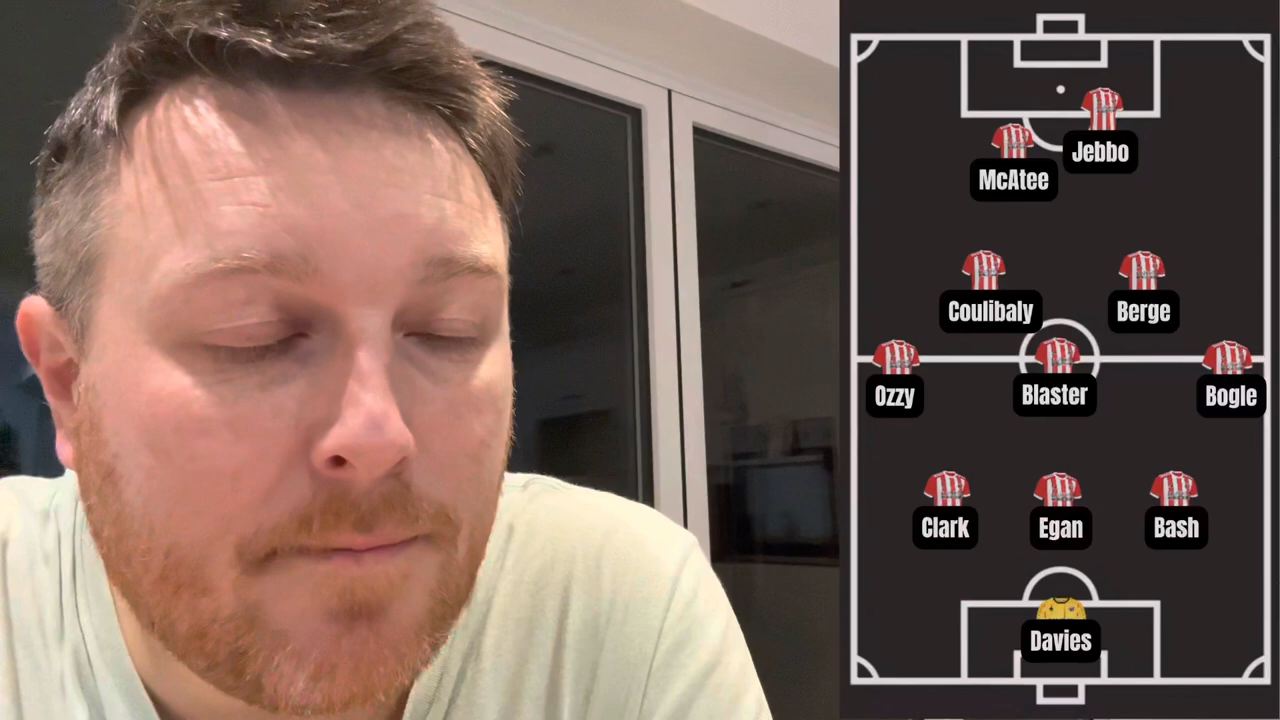 Jebbo
McAtee
Coulibaly
Berge
Ozzy
Blaster
Bogle
Clark
Egan
Bash
Davies